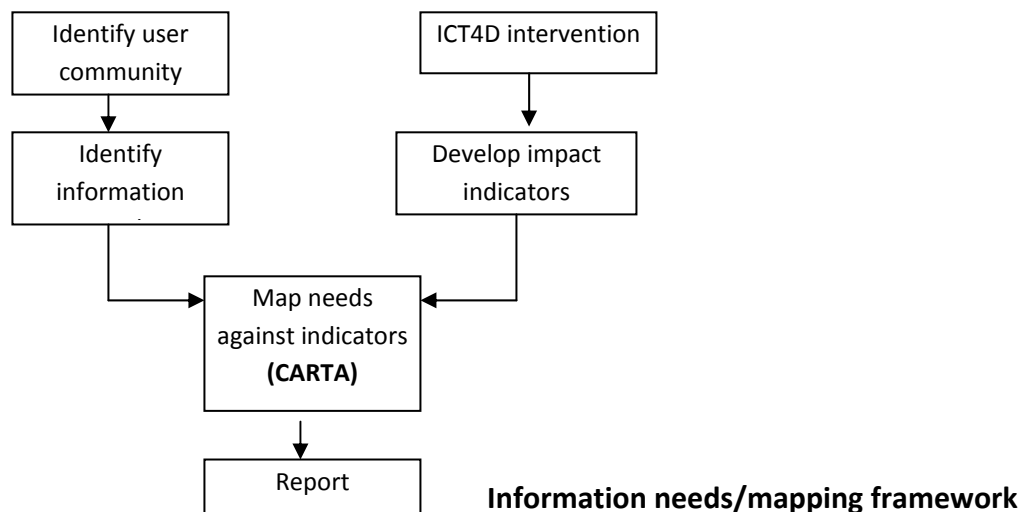 Identify user
community
ICT4D intervention
Identify
information
Develop impact
indicators
Map needs
against indicators
(CARTA)
Report
Information needs/mapping framework